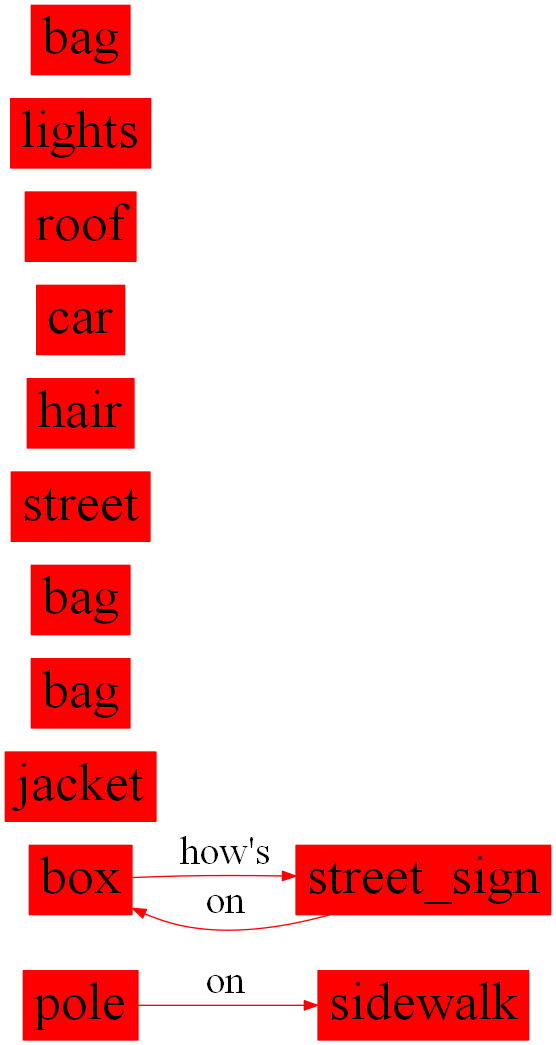 bag
lights
roof
car
hair
street
bag
bag
jacket
how's
box street_sign
on
on
pole sidewalk